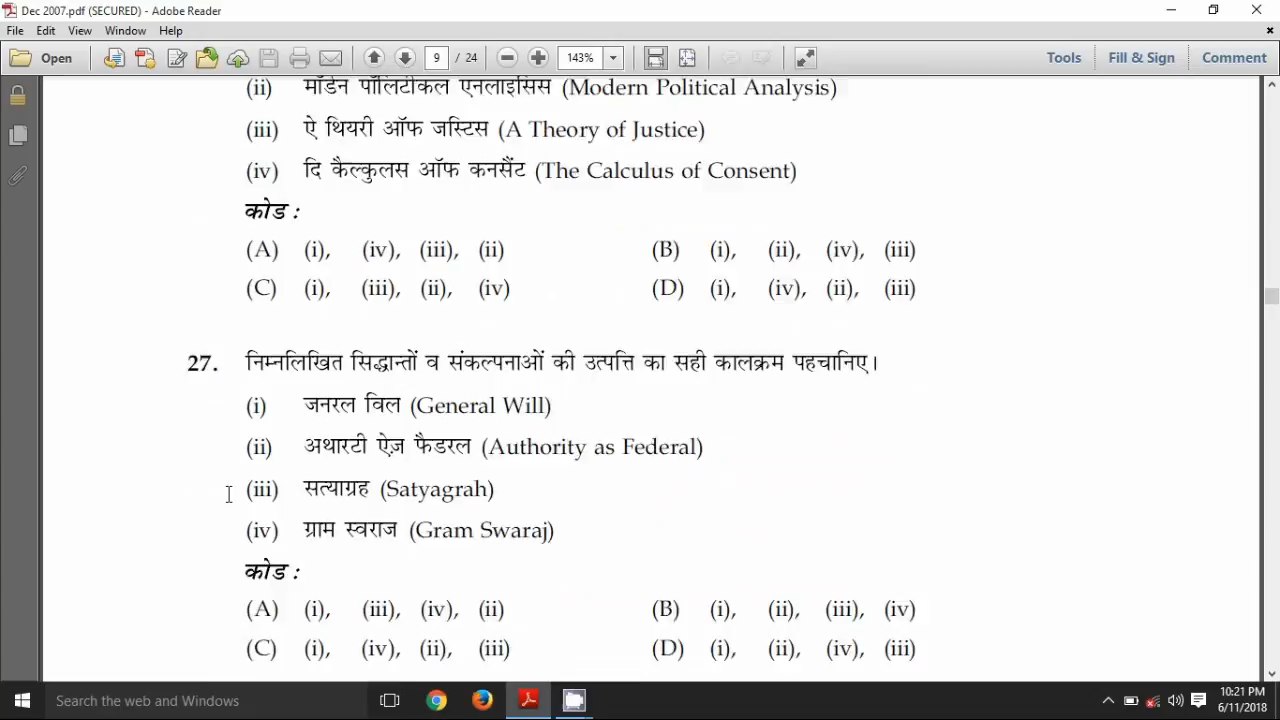 Dec 2007.pdf (SECURED) - Adobe Reader
File Edit View Window Help
Open 9 / 24 143% Tools Fill & Sign Comment
(ii) मॉर्डन पॉलिटीकल एनलाइसिस (Modern Political Analysis)
(iii) ऐ थियरी ऑफ जस्टिस (A Theory of Justice)
(iv) दि कैल्कुलस ऑफ कनसैंट (The Calculus of Consent)
कोड :
(A) (i), (iv), (iii), (ii) (B) (i), (ii), (iv), (iii)
(C) (i), (iii), (ii), (iv) (D) (i), (iv), (ii), (iii)
27. निम्नलिखित सिद्धान्तों व संकल्पनाओं की उत्पत्ति का सही कालक्रम पहचानिए।
(i) जनरल विल (General Will)
(ii) अथारटी ऐज़ फैडरल (Authority as Federal)
(iii) सत्याग्रह (Satyagrah)
(iv) ग्राम स्वराज (Gram Swaraj)
कोड :
(A) (i), (iii), (iv), (ii) (B) (i), (ii), (iii), (iv)
(C) (i), (iv), (ii), (iii) (D) (i), (ii), (iv), (iii)
Search the web and Windows 10:21 PM
6/11/2018